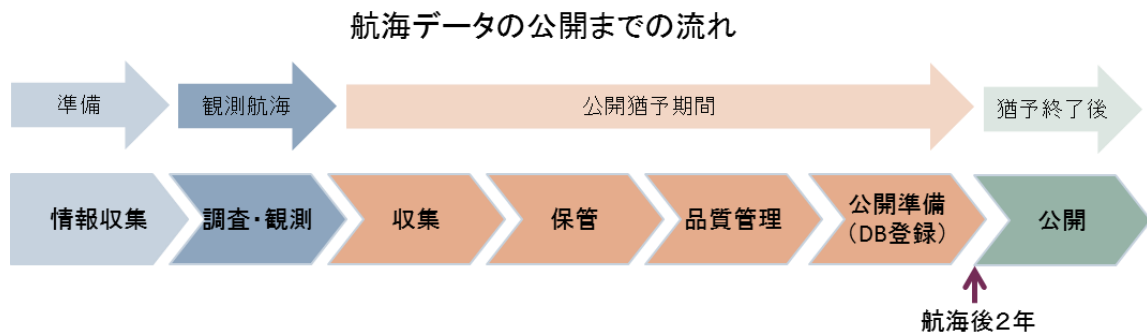 航海データの公開までの流れ
準備
観測航海
公開猶予期間
猶予終了後
情報収集
調査・観測
収集
保管
品質管理
公開準備
（DB登録）
公開
航海後２年